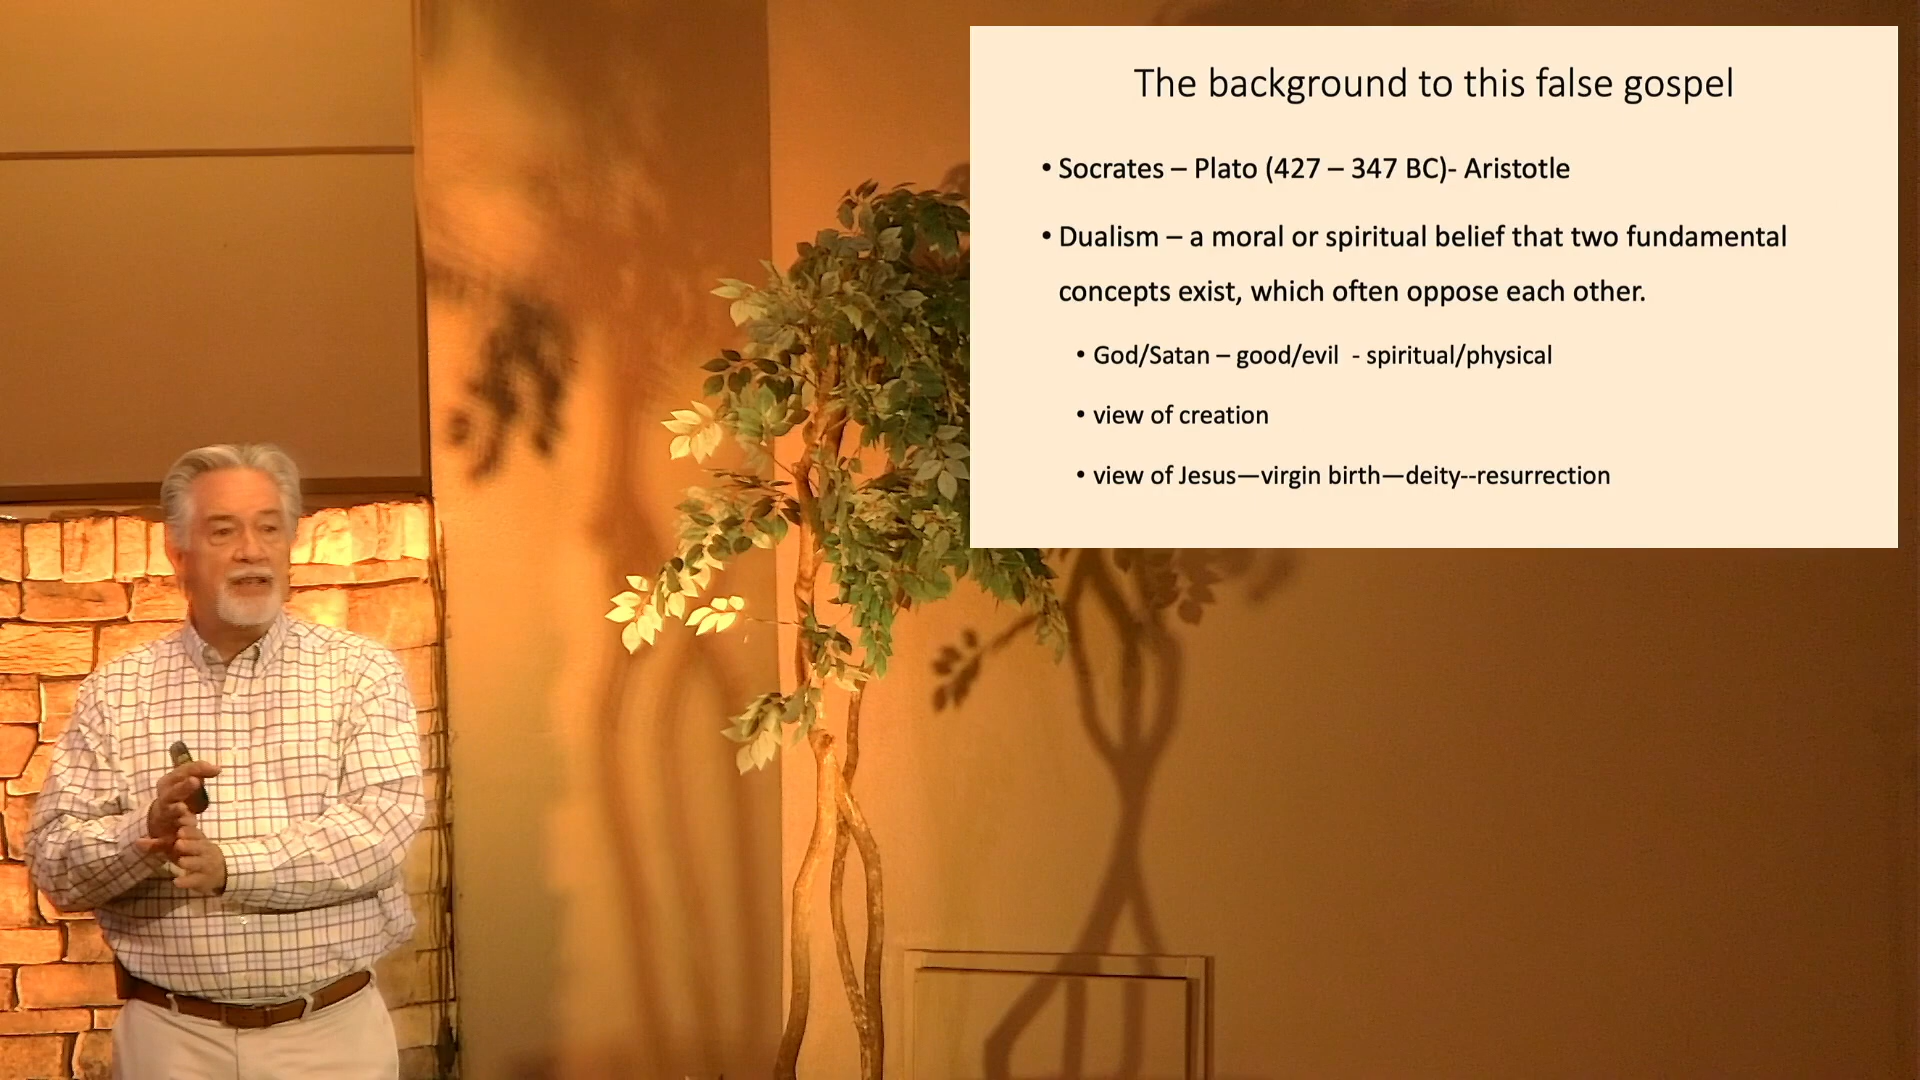 The background to this false gospel
• Socrates – Plato (427 – 347 BC)- Aristotle
• Dualism – a moral or spiritual belief that two fundamental
concepts exist, which often oppose each other.
• God/Satan – good/evil  - spiritual/physical
• view of creation
• view of Jesus—virgin birth—deity--resurrection